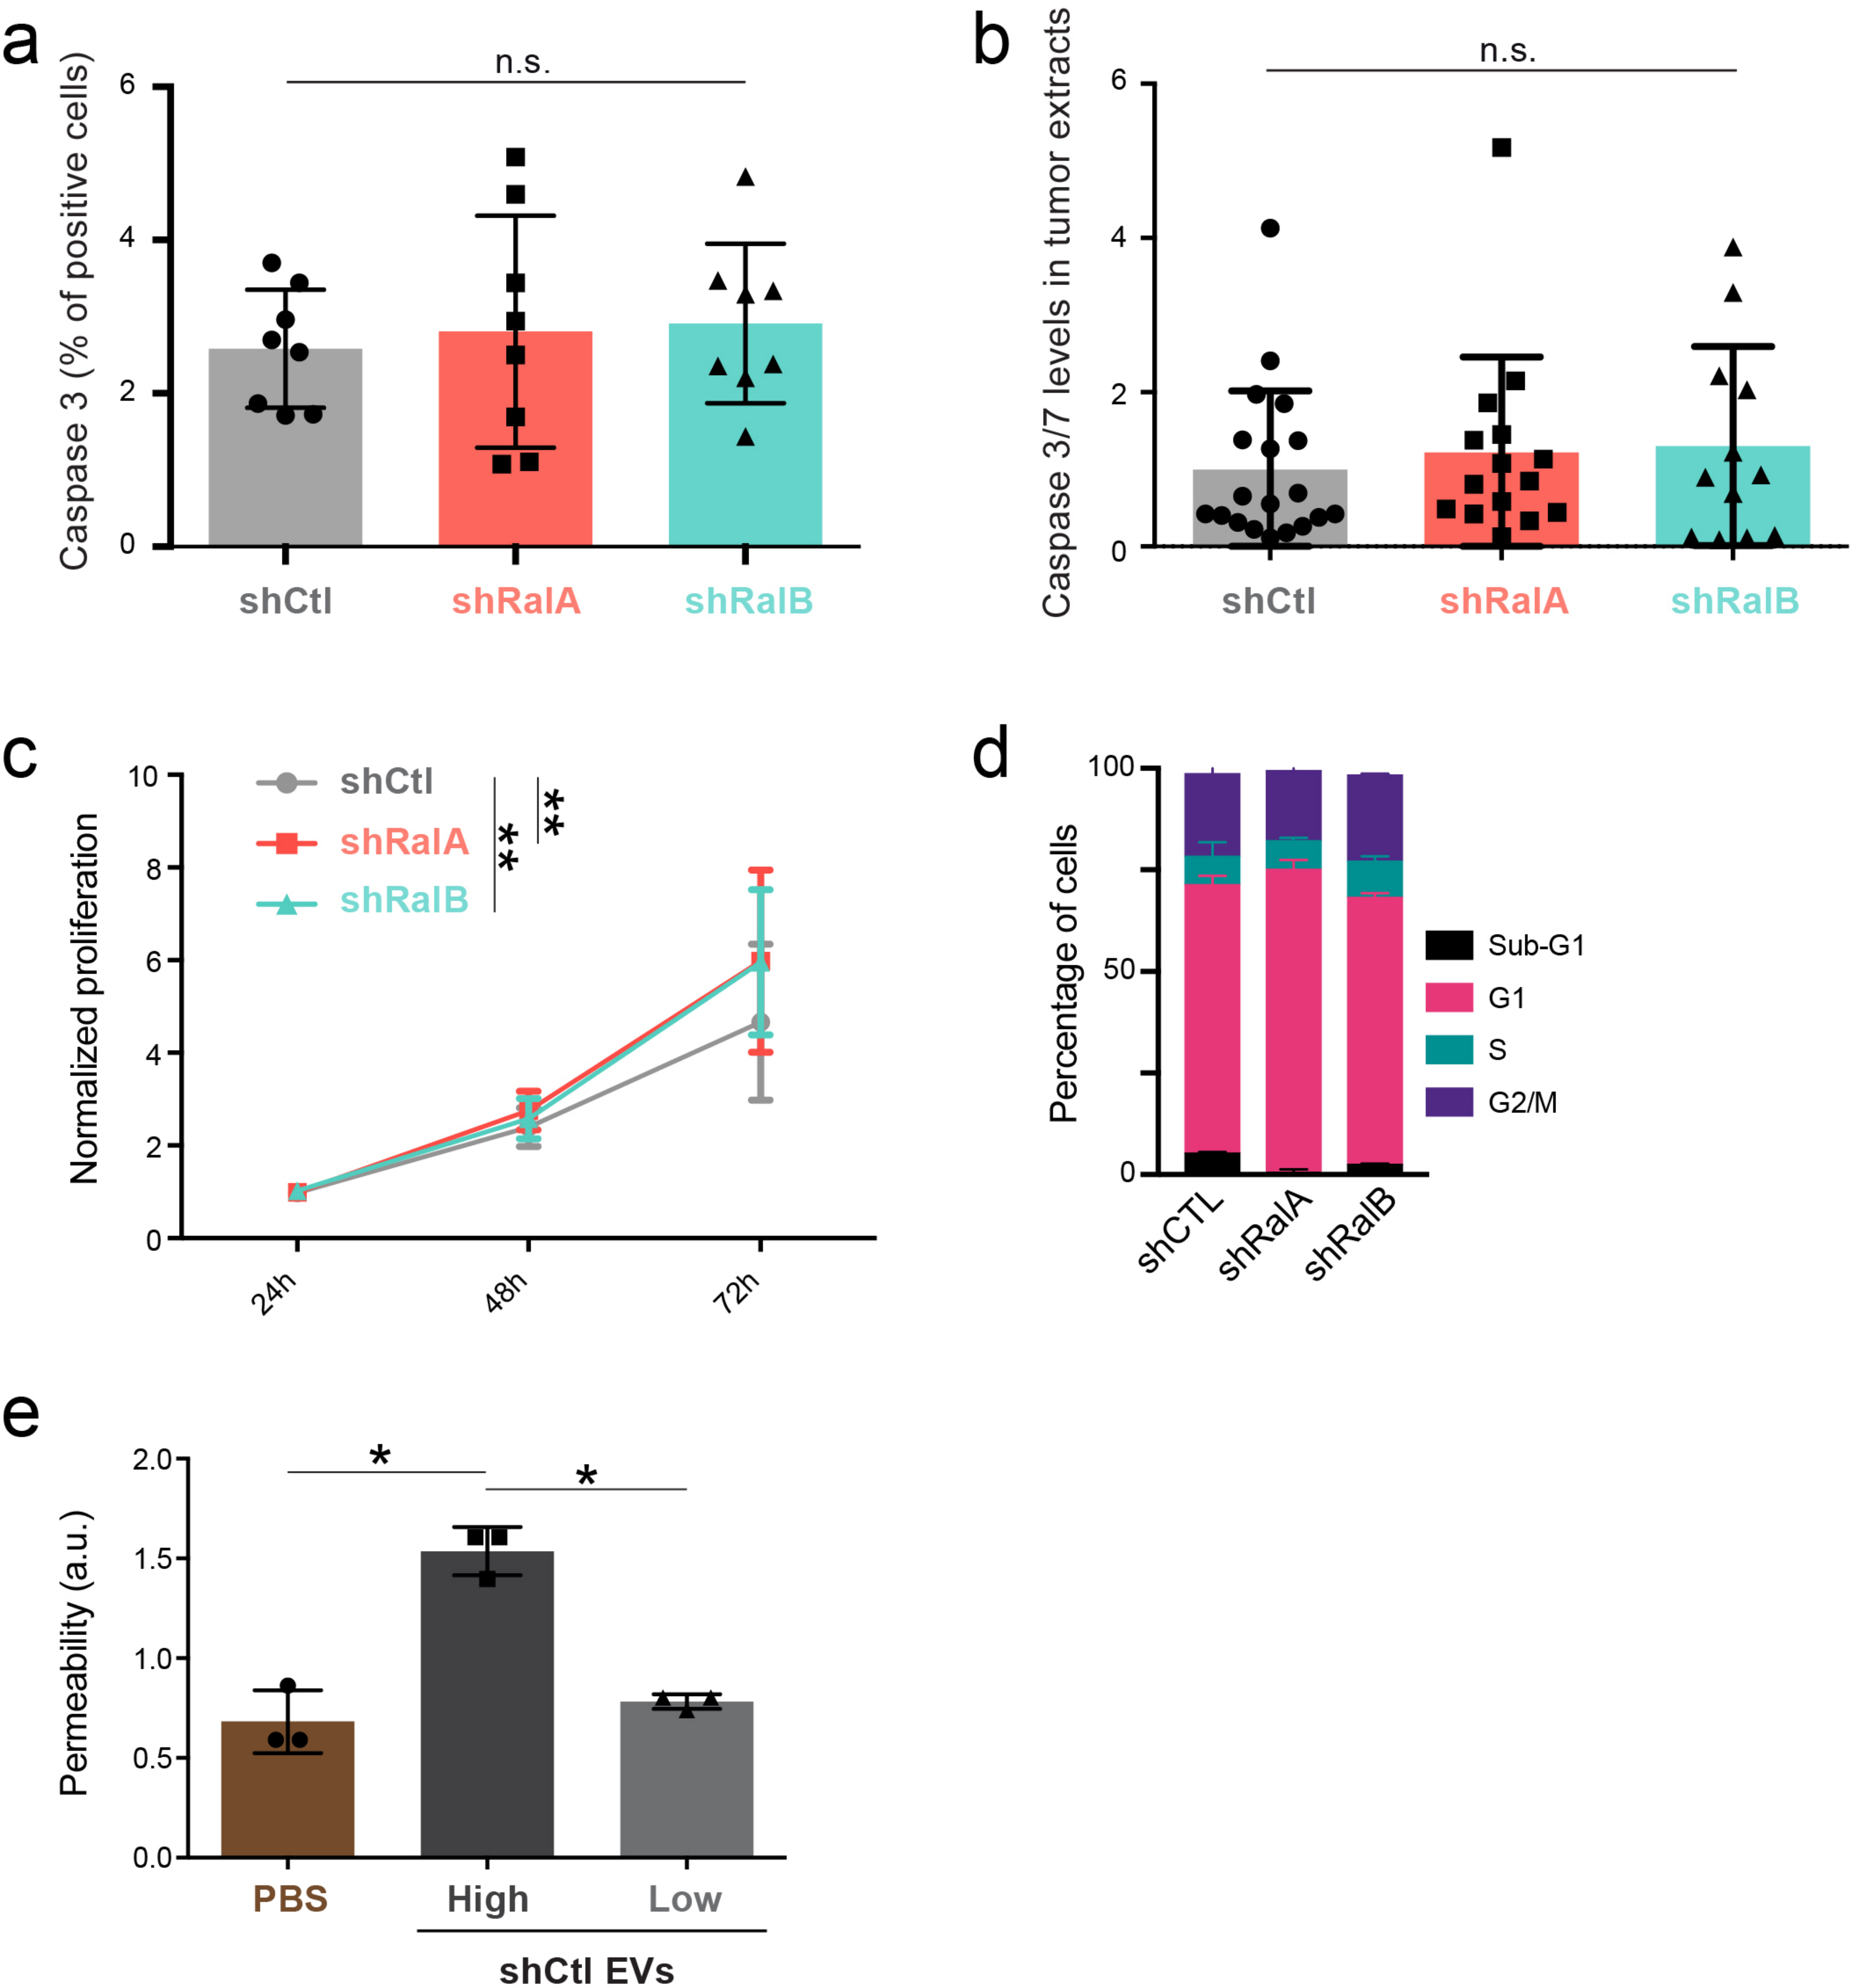 a
n.s.
Caspase 3 (% of positive cells)
6
4
2
0
shCtl
shRalA
shRalB
b
n.s.
Caspase 3/7 levels in tumor extracts
6
4
2
0
shCtl
shRalA
shRalB
c
Normalized proliferation
10
8
6
4
2
0
shCtl
shRalA
shRalB
**
**
24h
48h
72h
d
Percentage of cells
100
50
0
shCTL
shRalA
shRalB
Sub-G1
G1
S
G2/M
e
Permeability (a.u.)
2.0
1.5
1.0
0.5
0.0
*
*
PBS
High
Low
shCtl EVs